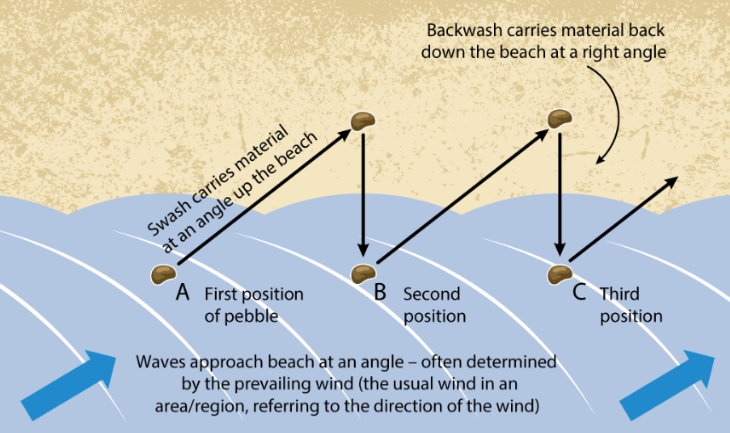 Backwash carries material back
down the beach at a right angle
Swash carries material
at an angle up the beach
A First position
of pebble
B Second
position
C Third
position
Waves approach beach at an angle – often determined
by the prevailing wind (the usual wind in an
area/region, referring to the direction of the wind)